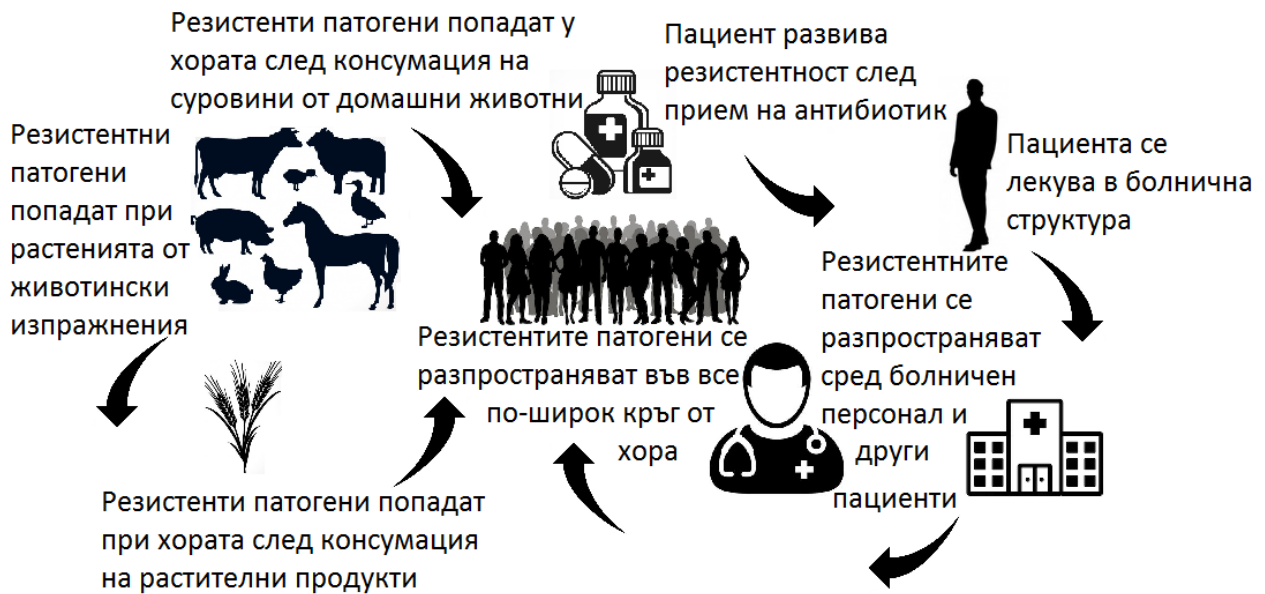 Резистенти патогени попадат у
хората след консумация на
суровини от домашни животни
Пациент развива
резистентност след
прием на антибиотик
Резистентни
патогени
попадат при
растенията от
животински
изпражнения
Пациента се
лекува в болнична
структура
Резистентните
патогени се
разпространяват
сред болничен
персонал и
други
пациенти
Резистентите патогени се
разпространяват във все
по-широк кръг от
хора
Резистенти патогени попадат
при хората след консумация
на растителни продукти